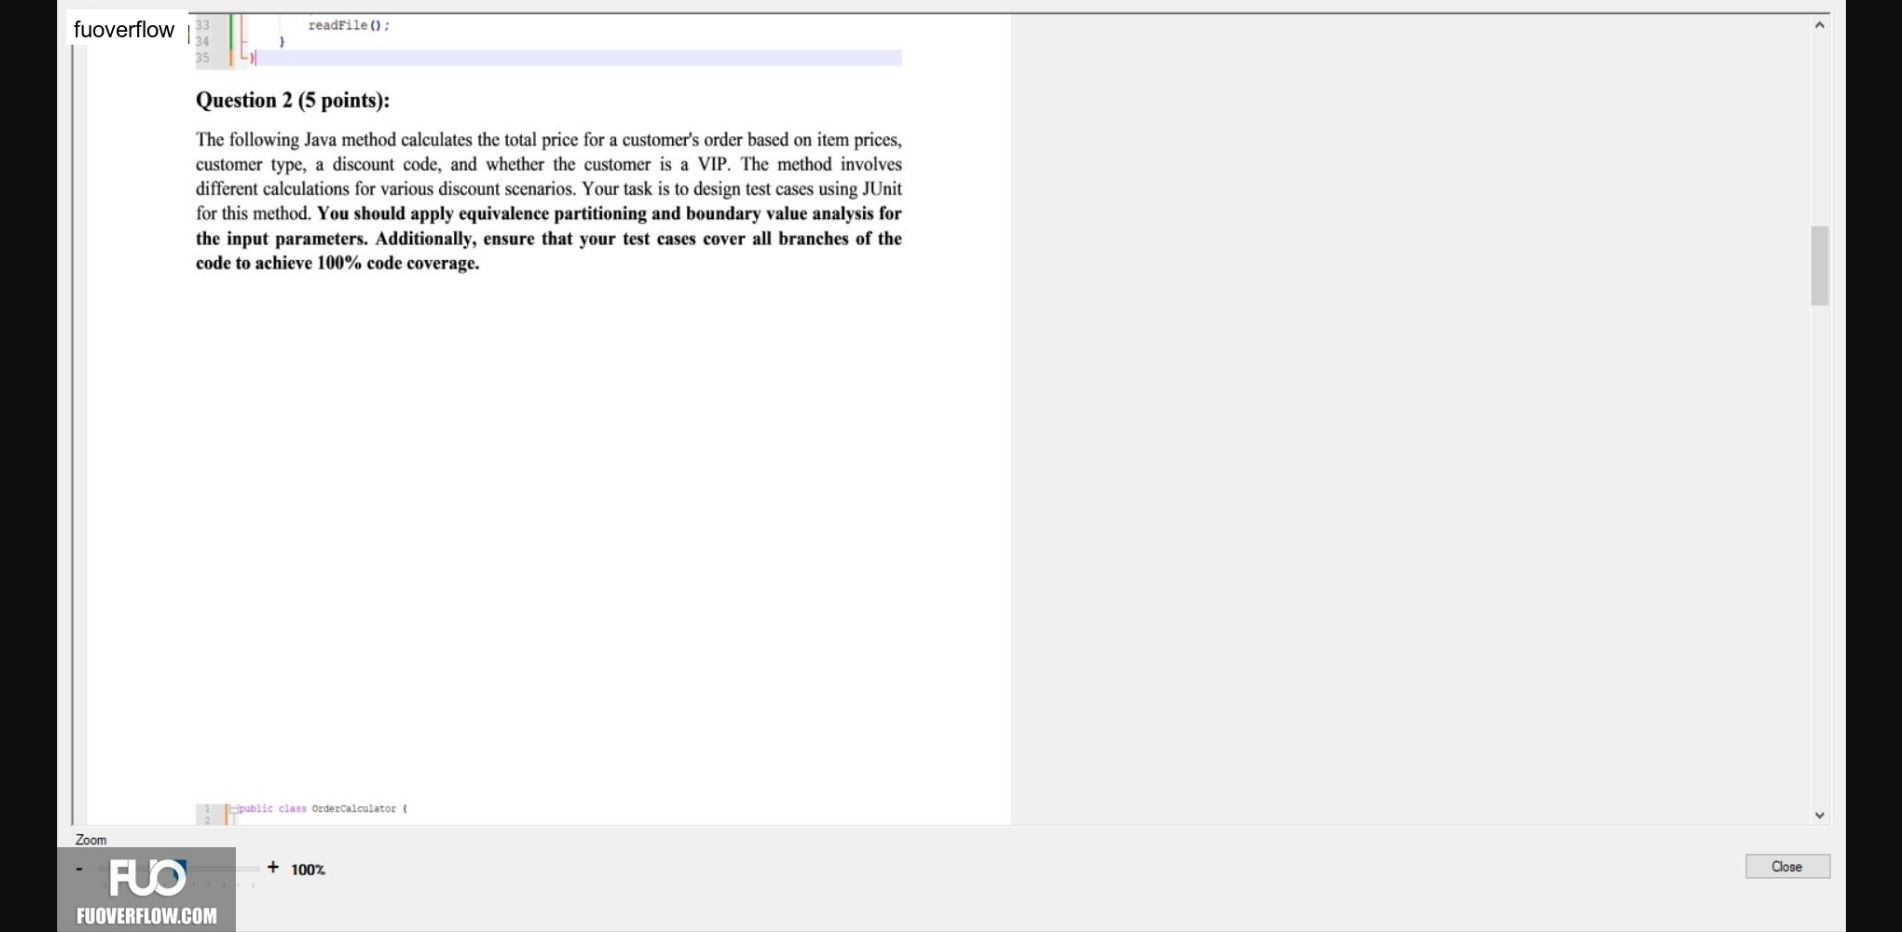 fuoverflow
33 readFile();
34 }
35 }
Question 2 (5 points):
The following Java method calculates the total price for a customer's order based on item prices,
customer type, a discount code, and whether the customer is a VIP. The method involves
different calculations for various discount scenarios. Your task is to design test cases using JUnit
for this method. You should apply equivalence partitioning and boundary value analysis for
the input parameters. Additionally, ensure that your test cases cover all branches of the
code to achieve 100% code coverage.
1 public class OrderCalculator {
2
Zoom
- + 100%
Close
FUO
FUOVERFLOW.COM